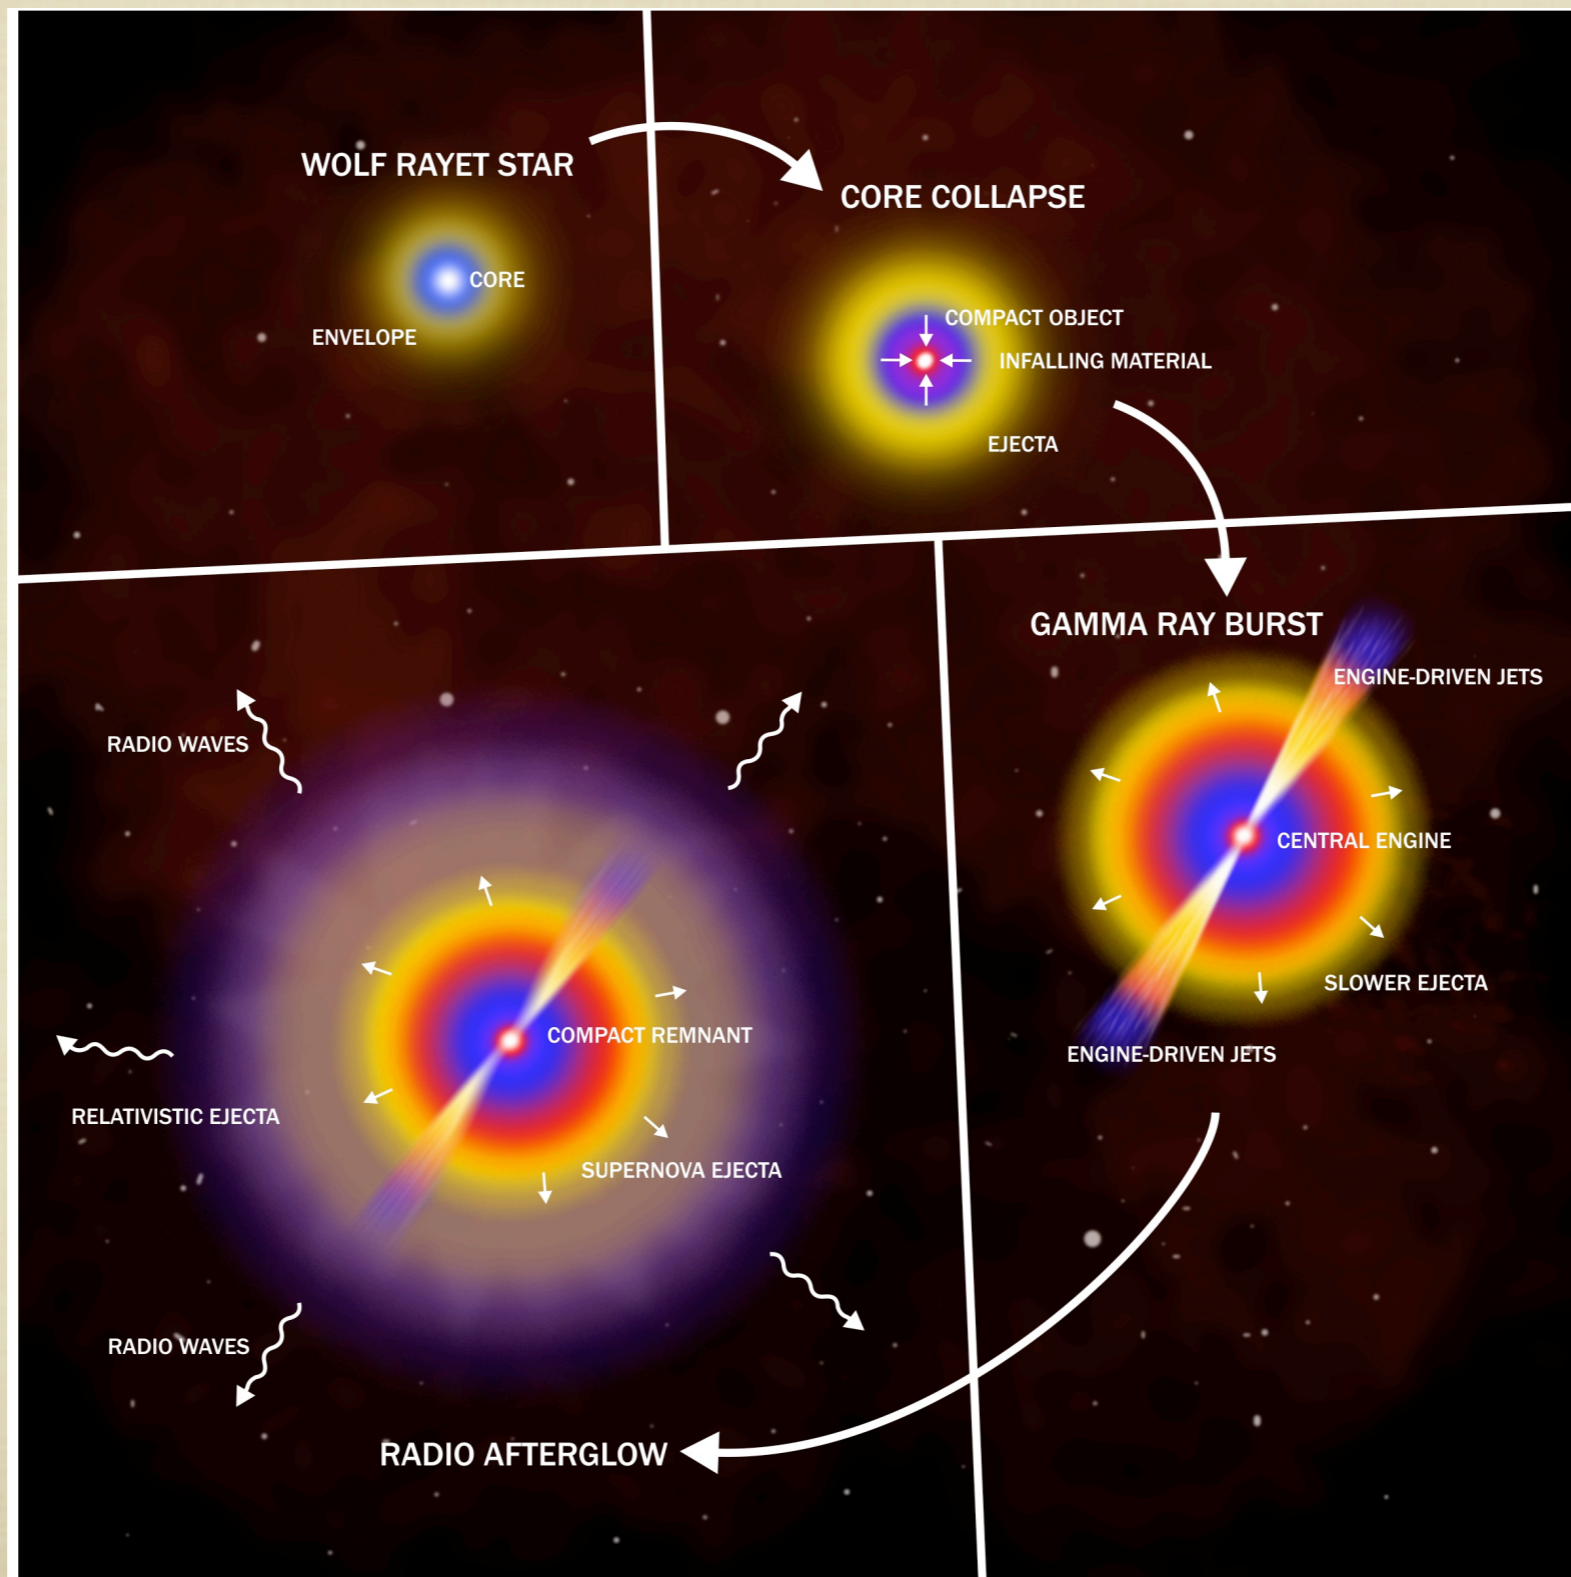 WOLF RAYET STAR
CORE
ENVELOPE
CORE COLLAPSE
COMPACT OBJECT
INFALLING MATERIAL
EJECTA
GAMMA RAY BURST
ENGINE-DRIVEN JETS
CENTRAL ENGINE
SLOWER EJECTA
ENGINE-DRIVEN JETS
RADIO WAVES
COMPACT REMNANT
RELATIVISTIC EJECTA
SUPERNOVA EJECTA
RADIO WAVES
RADIO AFTERGLOW